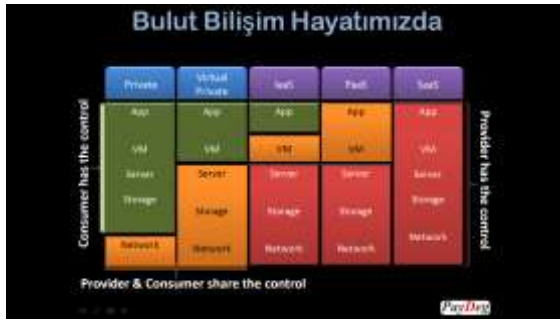 Bulut Bilişim Hayatımızda
Private
Virtual
Private
IaaS
PaaS
SaaS
Consumer has the control
App
VM
Server
Storage
Network
App
VM
Server
Storage
Network
App
VM
Server
Storage
Network
App
VM
Server
Storage
Network
App
VM
Server
Storage
Network
Provider has the control
Provider & Consumer share the control